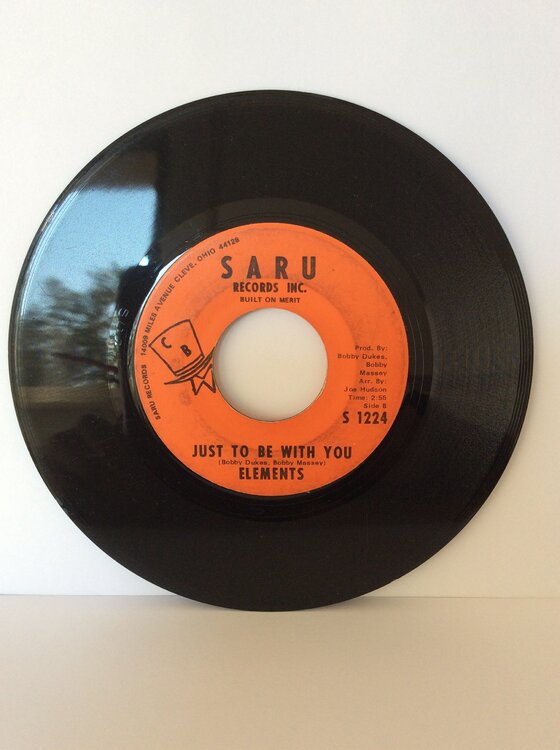 SARU RECORDS 14009 MILES AVENUE CLEVE. OHIO 44128
SARU
RECORDS INC.
BUILT ON MERIT
C
B
Prod. By:
Bobby Dukes,
Bobby
Massey
Arr. By:
Joe Hudson
Time: 2:55
Side B
S 1224
JUST TO BE WITH YOU
(Bobby Dukes, Bobby Massey)
ELEMENTS